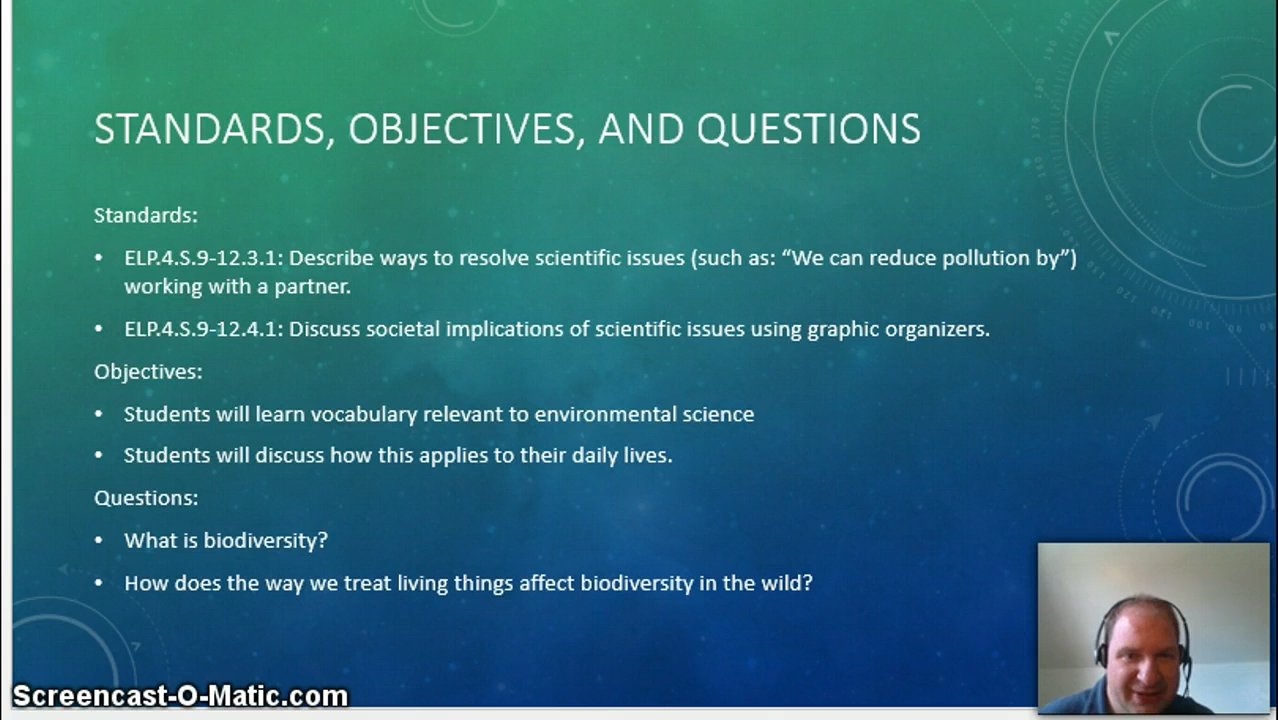 STANDARDS, OBJECTIVES, AND QUESTIONS
Standards:
• ELP.4.S.9-12.3.1: Describe ways to resolve scientific issues (such as: “We can reduce pollution by”)
working with a partner.
• ELP.4.S.9-12.4.1: Discuss societal implications of scientific issues using graphic organizers.
Objectives:
• Students will learn vocabulary relevant to environmental science
• Students will discuss how this applies to their daily lives.
Questions:
• What is biodiversity?
• How does the way we treat living things affect biodiversity in the wild?
Screencast-O-Matic.com